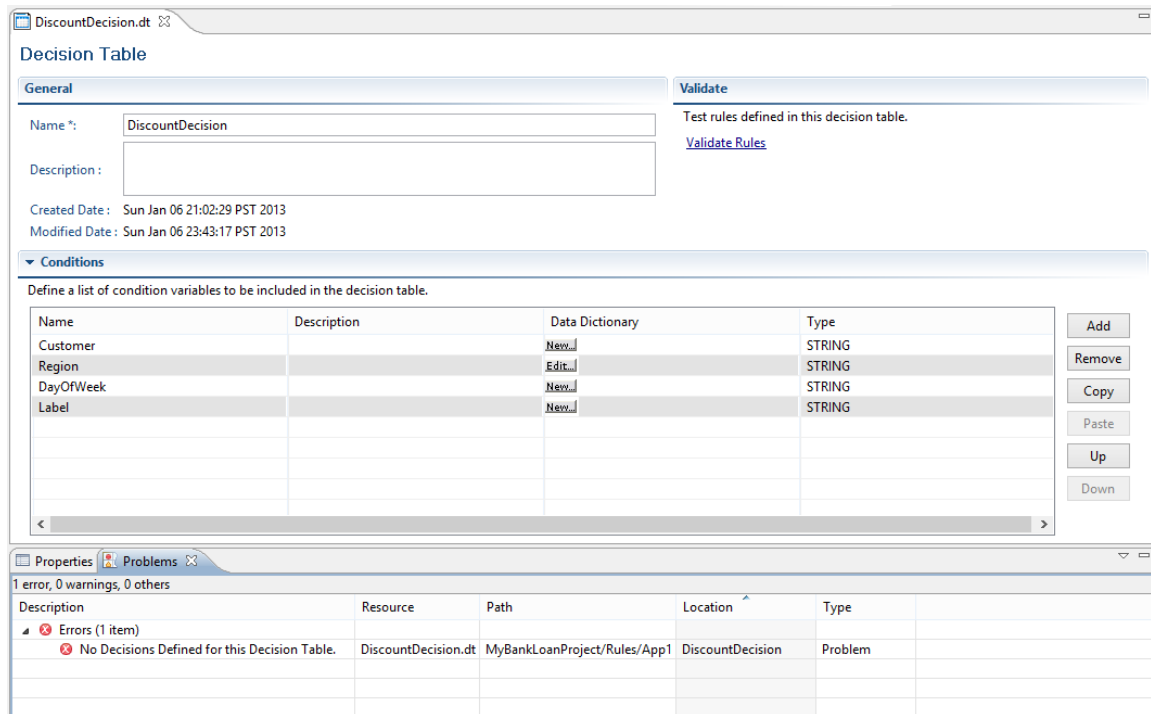 DiscountDecision.dt
Decision Table
General
Name *: DiscountDecision
Description :
Created Date : Sun Jan 06 21:02:29 PST 2013
Modified Date : Sun Jan 06 23:43:17 PST 2013
Validate
Test rules defined in this decision table.
Validate Rules
Conditions
Define a list of condition variables to be included in the decision table.
Name Description Data Dictionary Type
Customer New... STRING
Region Edit... STRING
DayOfWeek New... STRING
Label New... STRING
Add
Remove
Copy
Paste
Up
Down
Properties Problems
1 error, 0 warnings, 0 others
Description Resource Path Location Type
Errors (1 item)
No Decisions Defined for this Decision Table. DiscountDecision.dt MyBankLoanProject/Rules/App1 DiscountDecision Problem